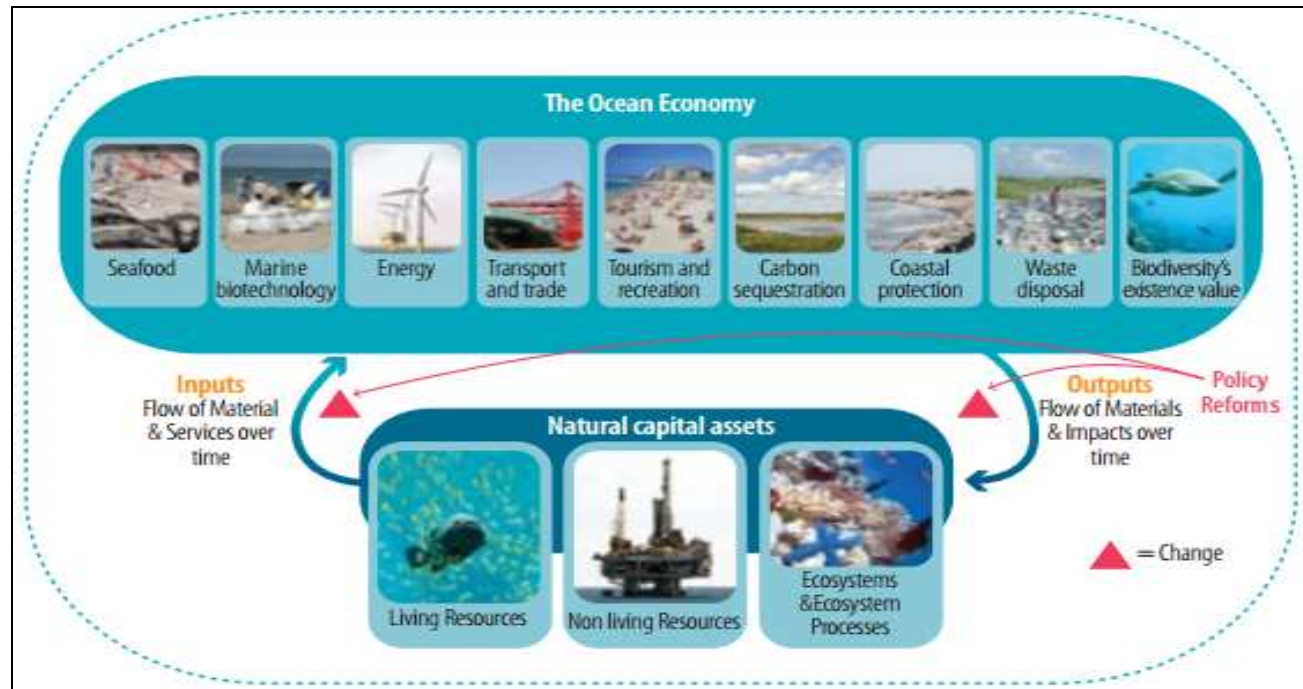 The Ocean Economy
Seafood
Marine
biotechnology
Energy
Transport
and trade
Tourism and
recreation
Carbon
sequestration
Coastal
protection
Waste
disposal
Biodiversity's
existence value
Inputs
Flow of Material
& Services over
time
Outputs
Flow of Materials
& Impacts over
time
Policy
Reforms
Natural capital assets
Living Resources
Non living Resources
Ecosystems
&Ecosystem
Processes
= Change